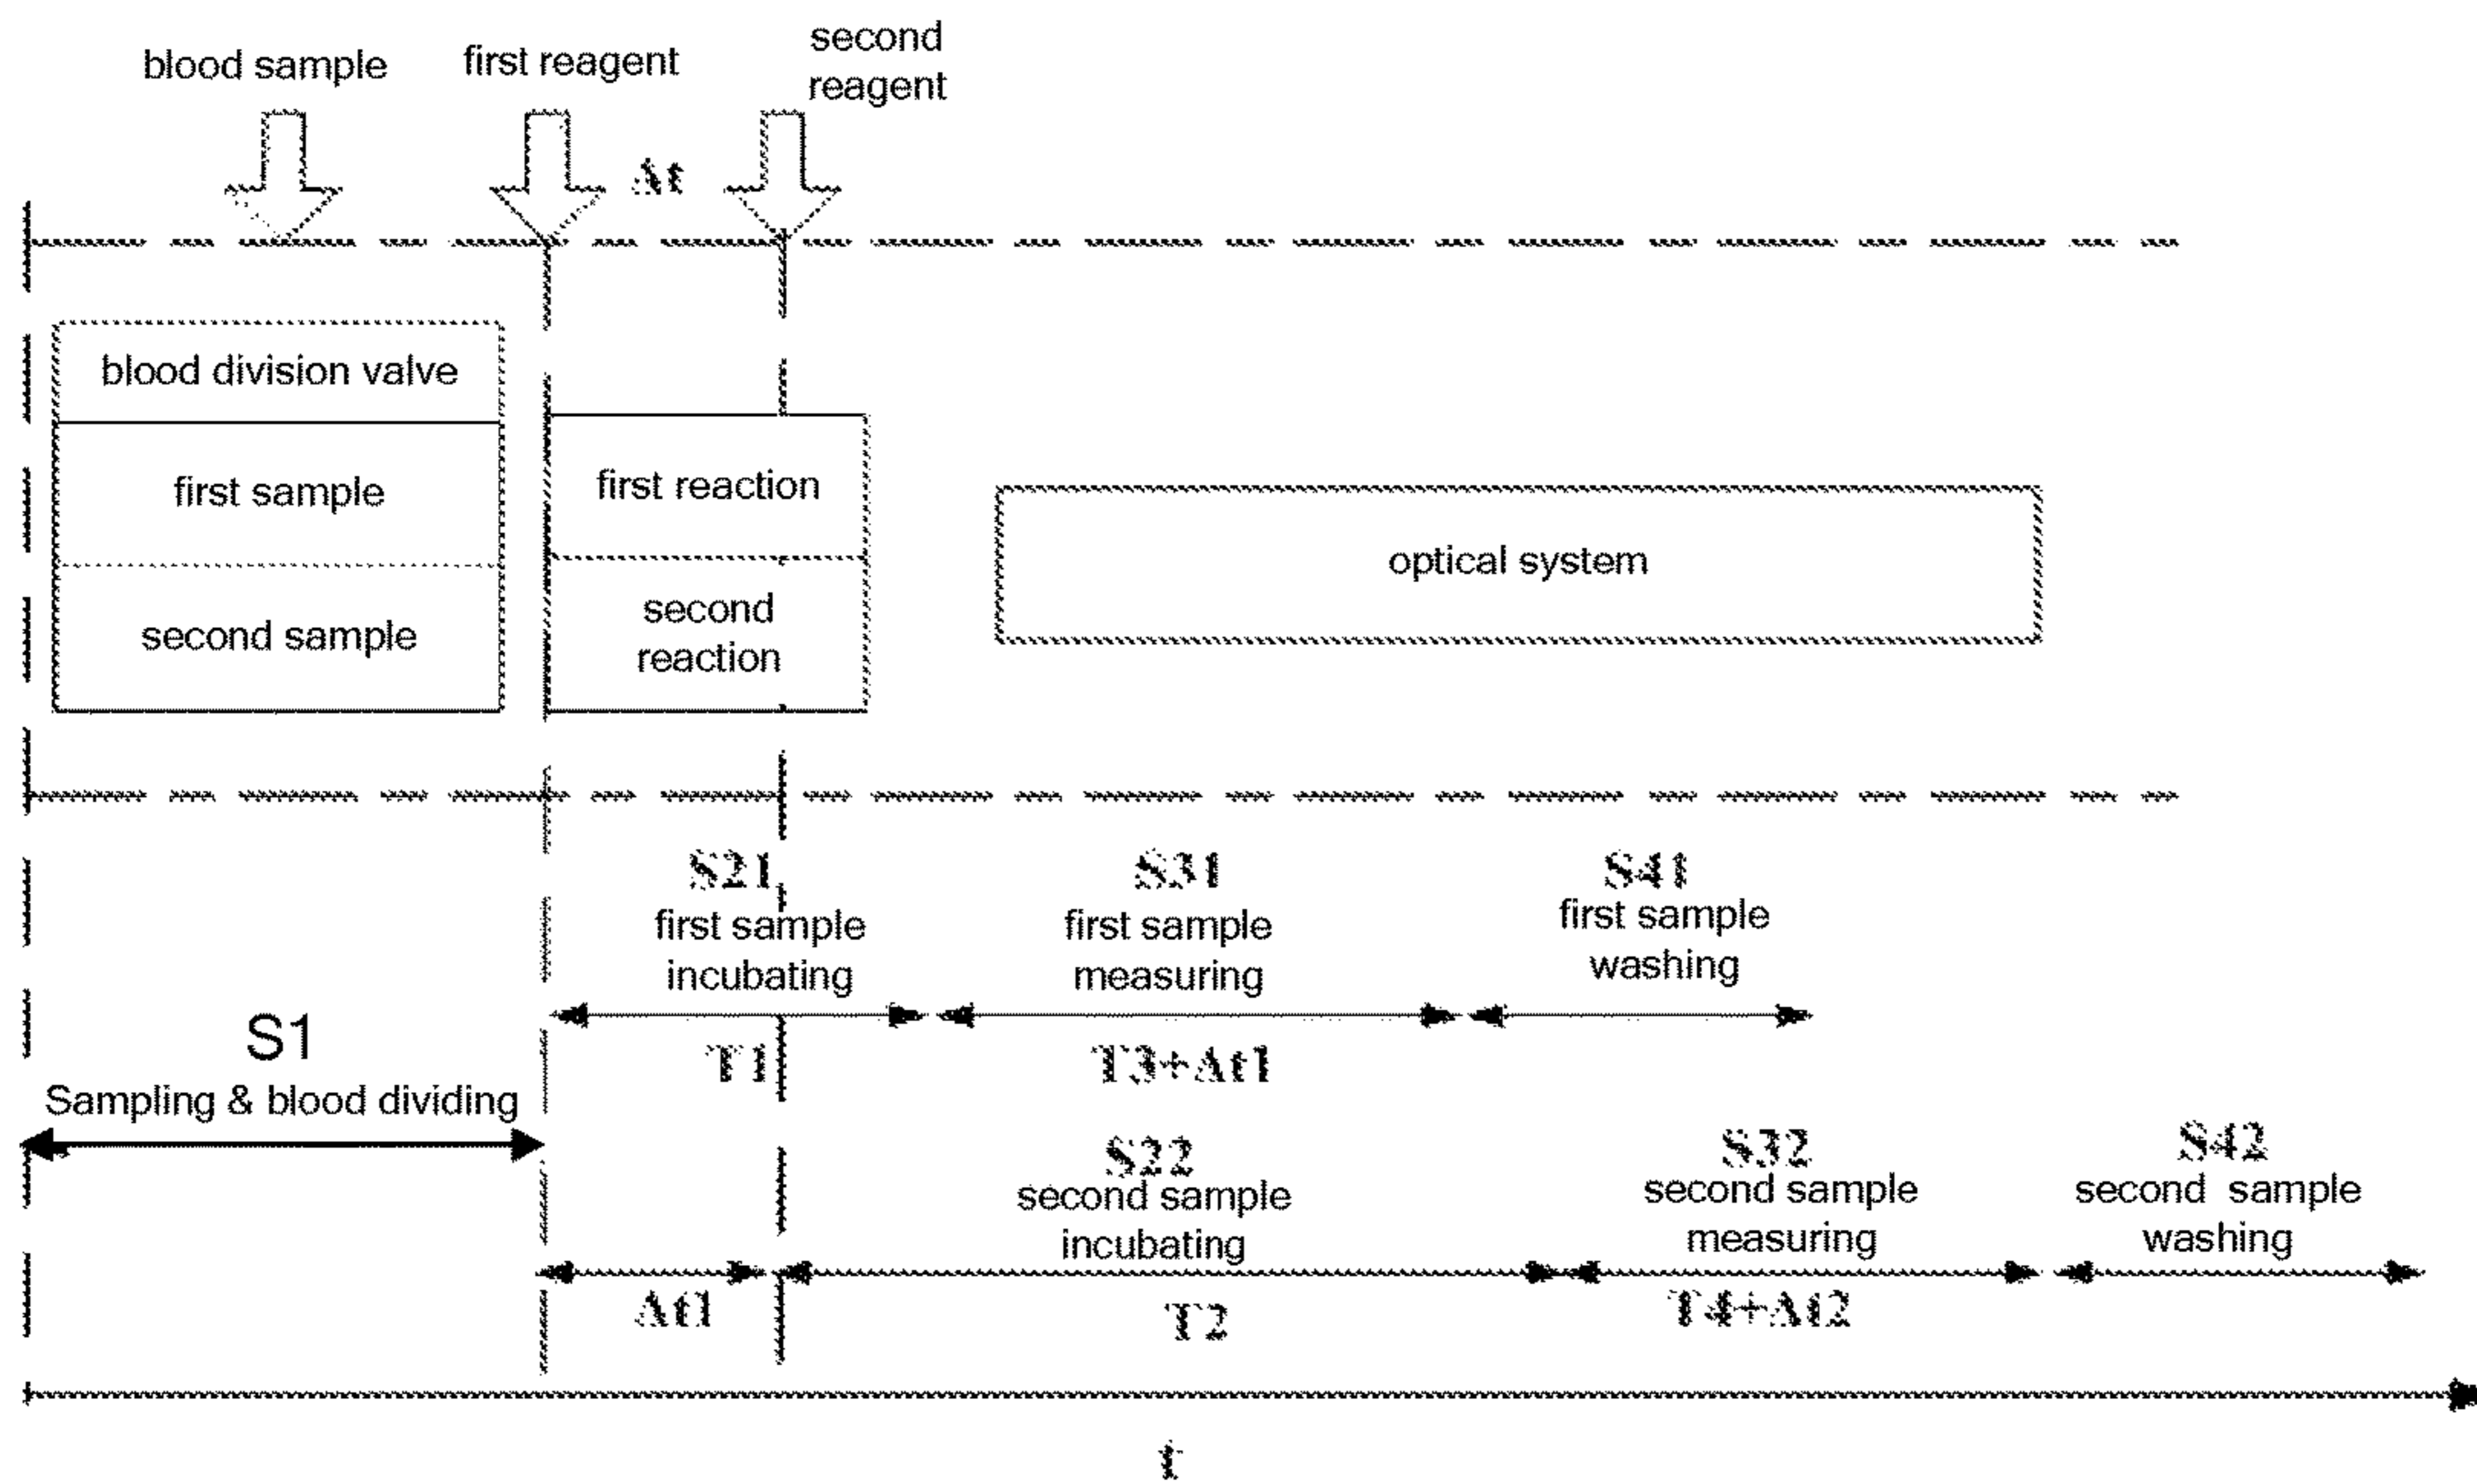 blood sample
first reagent
second
reagent
Δt
blood division valve
first sample
second sample
first reaction
second
reaction
optical system
S21
first sample
incubating
T1
S31
first sample
measuring
T3+Δt1
S41
first sample
washing
S1
Sampling & blood dividing
Δt1
S22
second sample
incubating
T2
S32
second sample
measuring
T4+Δt2
S42
second sample
washing
t